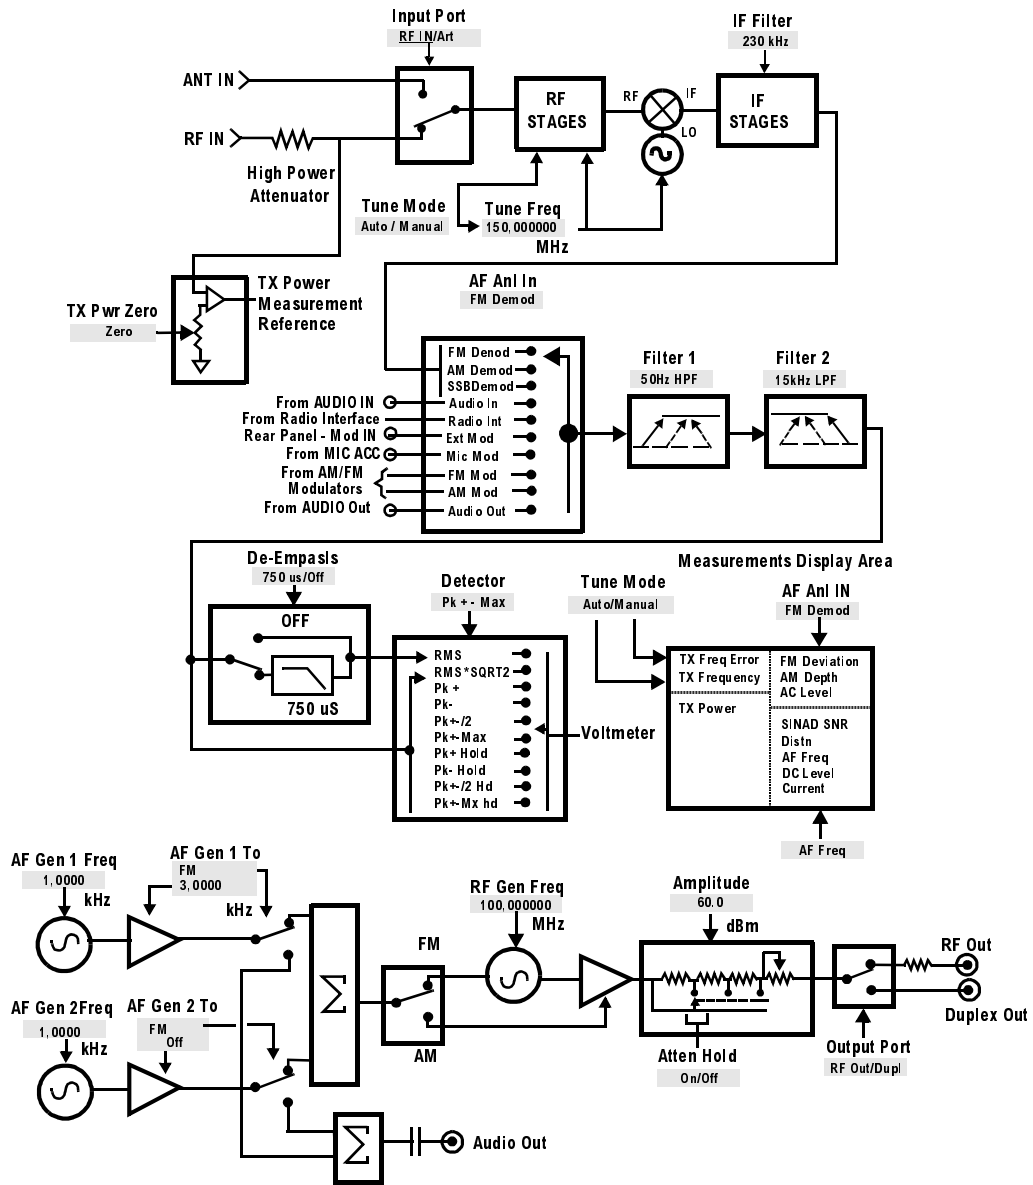 Input Port
RF IN/Art
IF Filter
230 kHz
ANT IN
RF IN
High Power
Attenuator
RF
STAGES
RF
IF
LO
IF
STAGES
Tune Mode
Auto / Manual
Tune Freq
150,000000
MHz
AF Anl In
FM Demod
TX Pwr Zero
Zero
TX Power
Measurement
Reference
FM Denod
AM Demod
SSBDemod
Audio In
Radio Int
Ext Mod
Mic Mod
FM Mod
AM Mod
Audio Out
From AUDIO IN
From Radio Interface
Rear Panel - Mod IN
From MIC ACC
From AM/FM
Modulators
From AUDIO Out
Filter 1
50Hz HPF
Filter 2
15kHz LPF
De-Empasls
750 us/Off
OFF
750 uS
Detector
Pk + - Max
RMS
RMS*SQRT2
Pk +
Pk-
Pk+-/2
Pk+-Max
Pk+ Hold
Pk- Hold
Pk+-/2 Hd
Pk+-Mx hd
Voltmeter
Measurements Display Area
Tune Mode
Auto/Manual
AF Anl IN
FM Demod
TX Freq Error
TX Frequency
TX Power
FM Deviation
AM Depth
AC Level
SINAD SNR
Distn
AF Freq
DC Level
Current
AF Freq
AF Gen 1 Freq
1,0000
kHz
AF Gen 1 To
FM
3,0000
kHz
AF Gen 2Freq
1,0000
kHz
AF Gen 2 To
FM
Off
∑
∑
FM
AM
RF Gen Freq
100,000000
MHz
Amplitude
60.0
dBm
Atten Hold
On/Off
Output Port
RF Out/Dupl
RF Out
Duplex Out
Audio Out